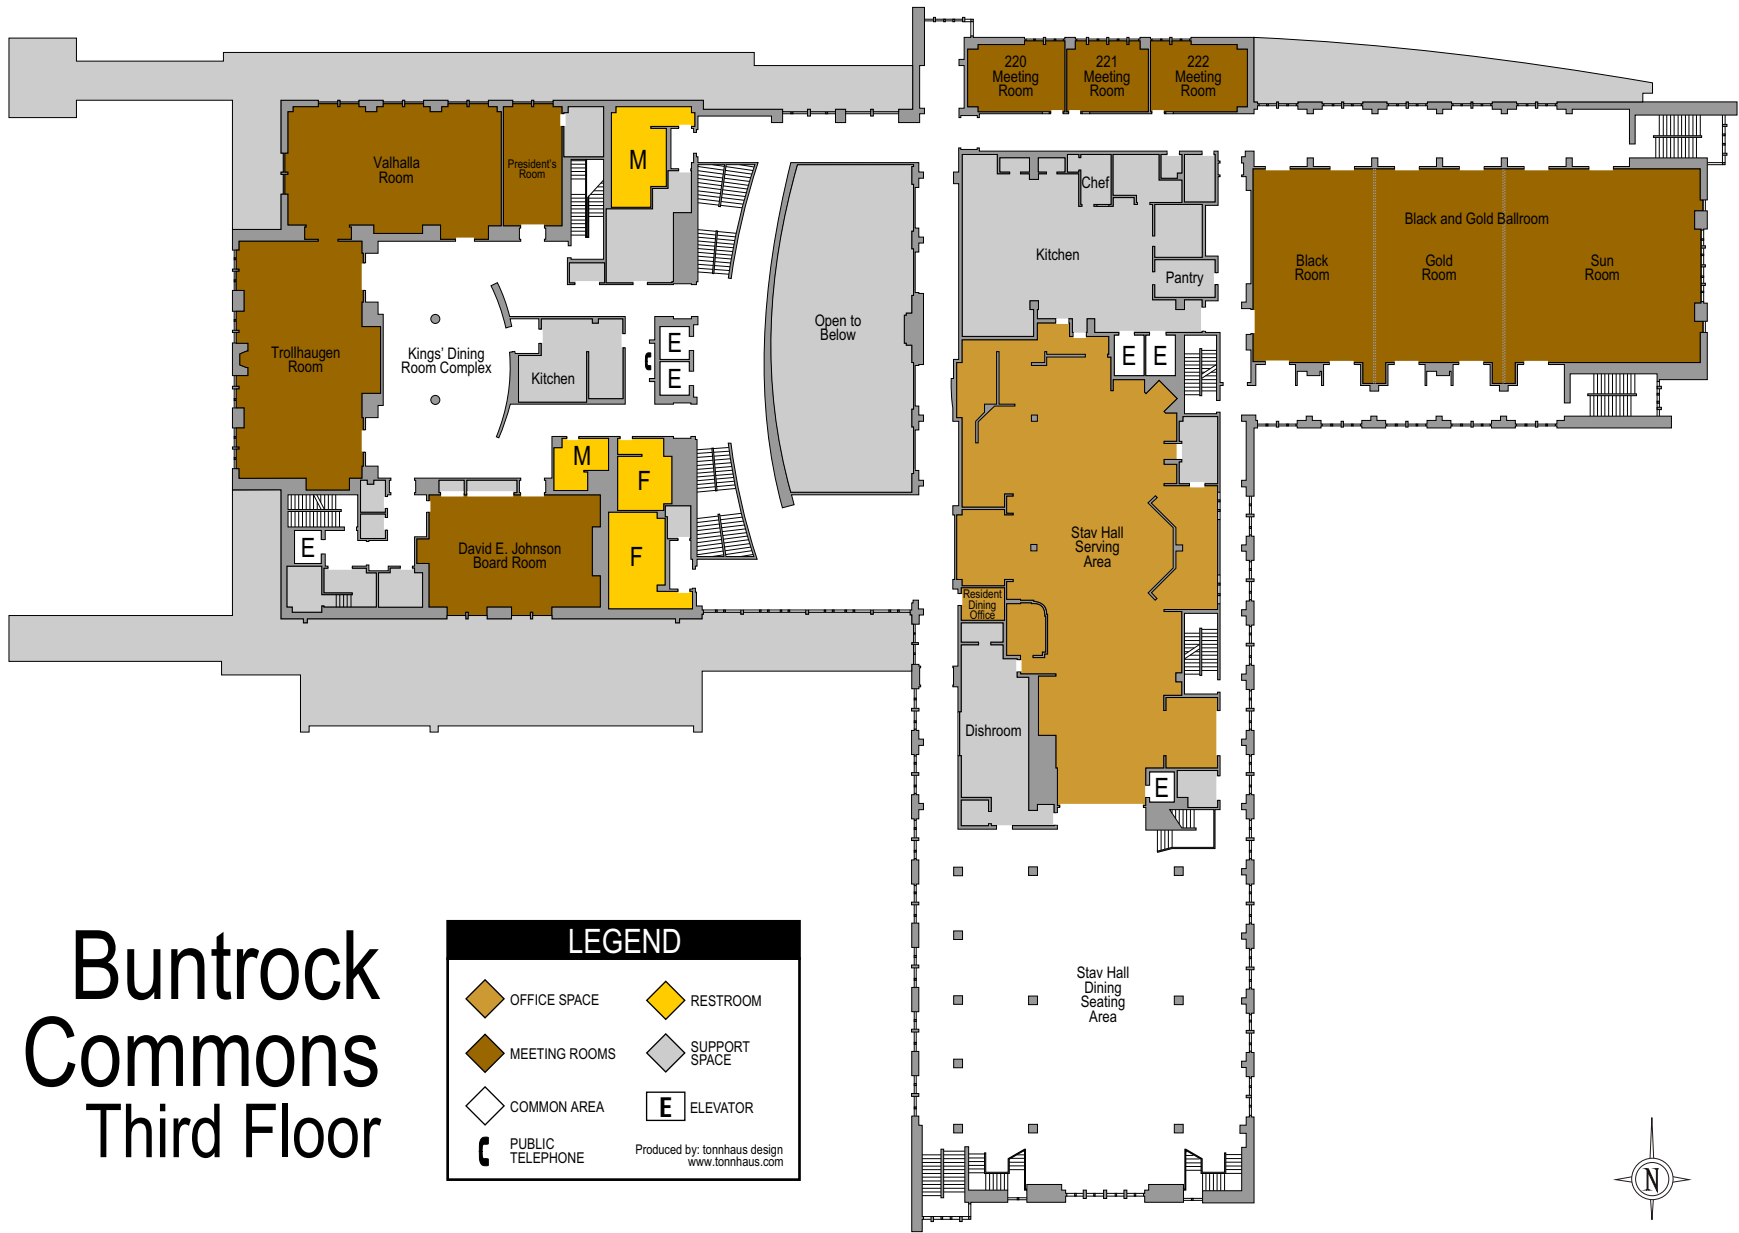 220
Meeting
Room
221
Meeting
Room
222
Meeting
Room
Valhalla
Room
President's
Room
M
Chef
Kitchen
Pantry
Black and Gold Ballroom
Black
Room
Gold
Room
Sun
Room
Open to
Below
Trollhaugen
Room
Kings' Dining
Room Complex
Kitchen
E
E
E
E
M
F
F
E
David E. Johnson
Board Room
Stav Hall
Serving
Area
Resident
Dining
Office
Dishroom
E
Stav Hall
Dining
Seating
Area
Buntrock
Commons
Third Floor
LEGEND
OFFICE SPACE
RESTROOM
MEETING ROOMS
SUPPORT
SPACE
COMMON AREA
E ELEVATOR
PUBLIC
TELEPHONE
Produced by: tonnhaus design
www.tonnhaus.com
N